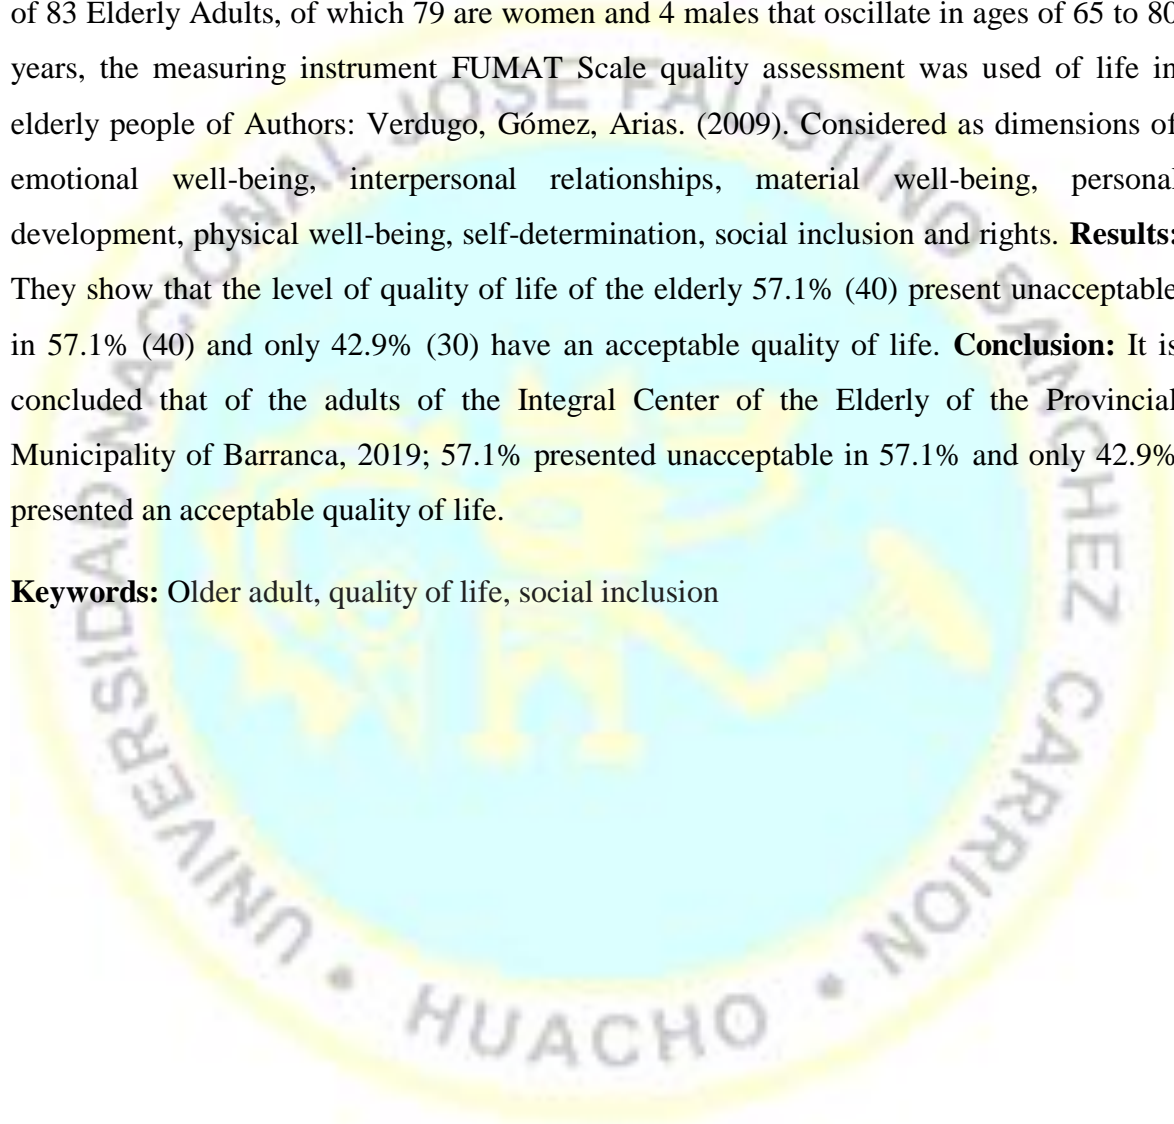 of 83 Elderly Adults, of which 79 are women and 4 males that oscillate in ages of 65 to 80
years, the measuring instrument FUMAT Scale quality assessment was used of life in
elderly people of Authors: Verdugo, Gómez, Arias. (2009). Considered as dimensions of
emotional well-being, interpersonal relationships, material well-being, personal
development, physical well-being, self-determination, social inclusion and rights. Results:
They show that the level of quality of life of the elderly 57.1% (40) present unacceptable
in 57.1% (40) and only 42.9% (30) have an acceptable quality of life. Conclusion: It is
concluded that of the adults of the Integral Center of the Elderly of the Provincial
Municipality of Barranca, 2019; 57.1% presented unacceptable in 57.1% and only 42.9%
presented an acceptable quality of life.
Keywords: Older adult, quality of life, social inclusion
UNIVERSIDAD NACIONAL JOSE FAUSTINO SANCHEZ CARRION
• HUACHO •